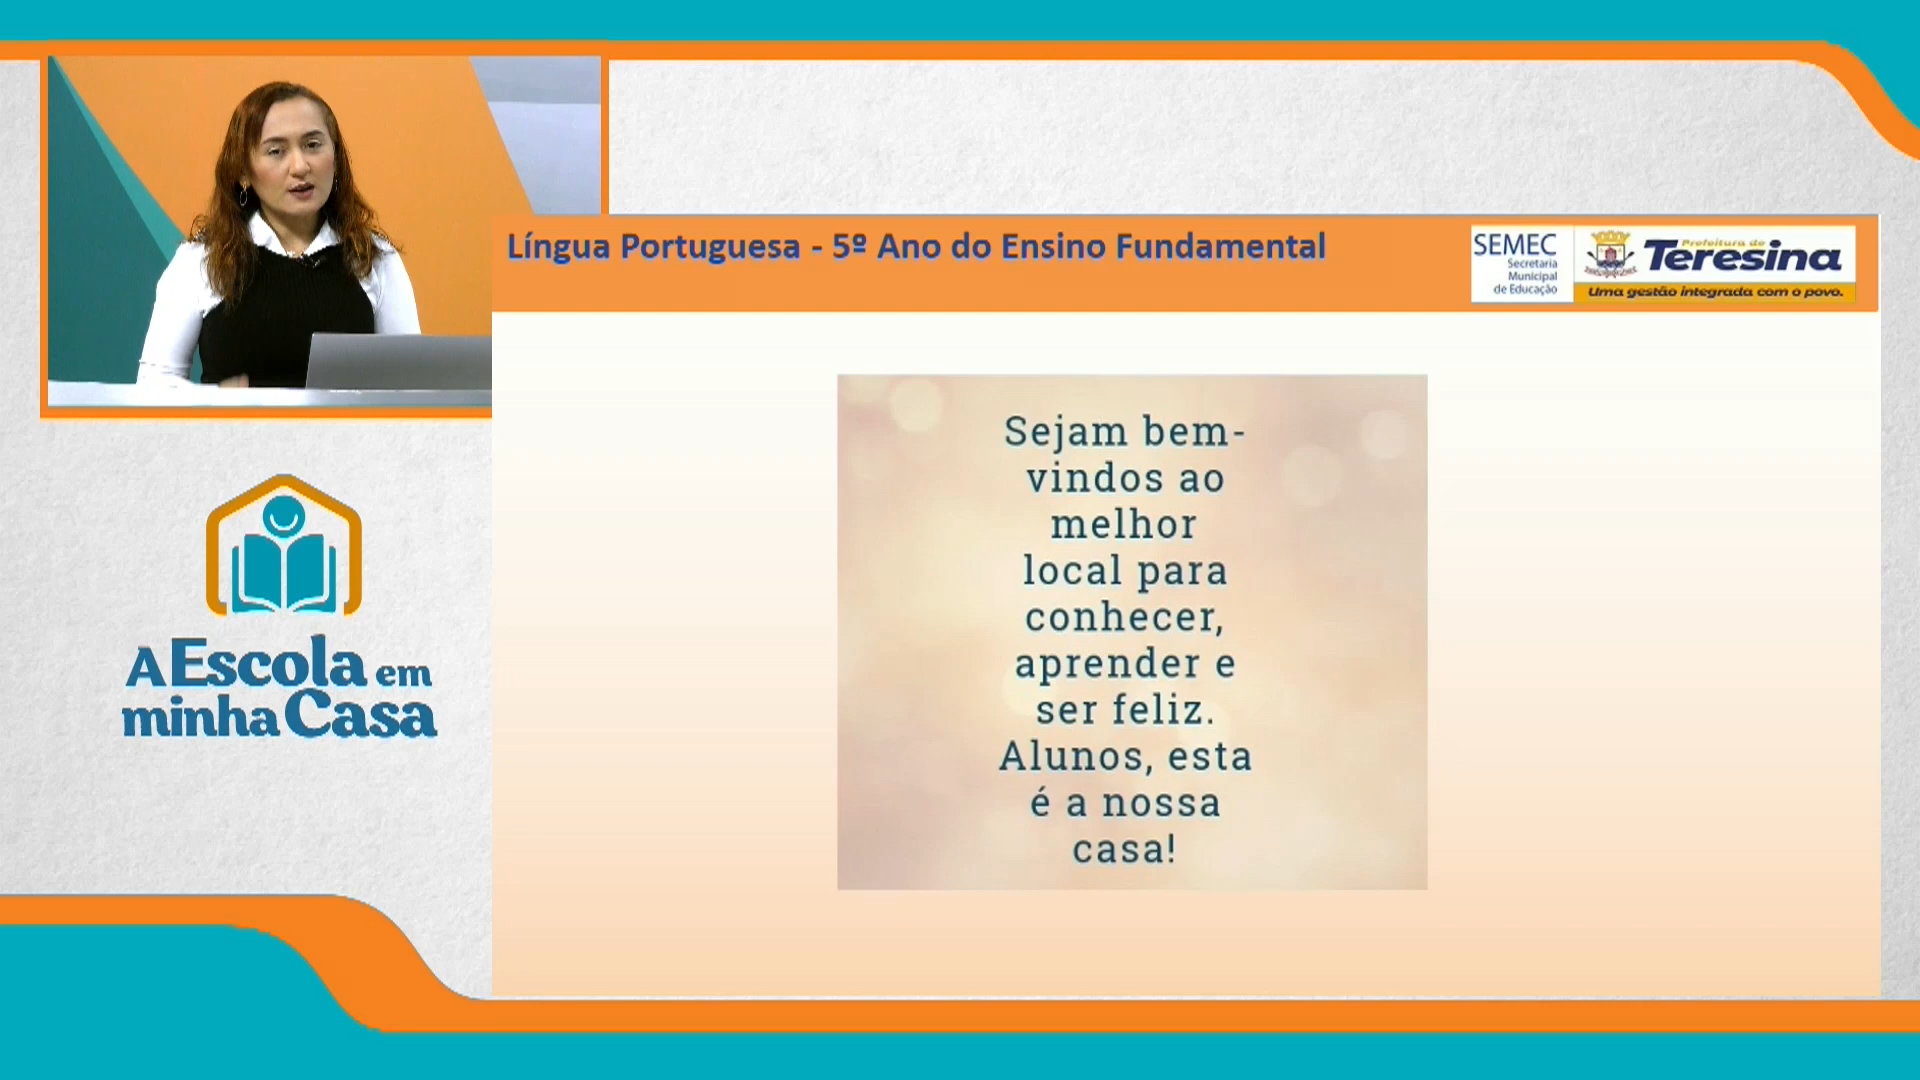 Língua Portuguesa - 5º Ano do Ensino Fundamental
SEMEC
Secretaria
Municipal
de Educação
Prefeitura de
Teresina
Uma gestão integrada com o povo.
Sejam bem-
vindos ao
melhor
local para
conhecer,
aprender e
ser feliz.
Alunos, esta
é a nossa
casa!
A Escola em
minha Casa